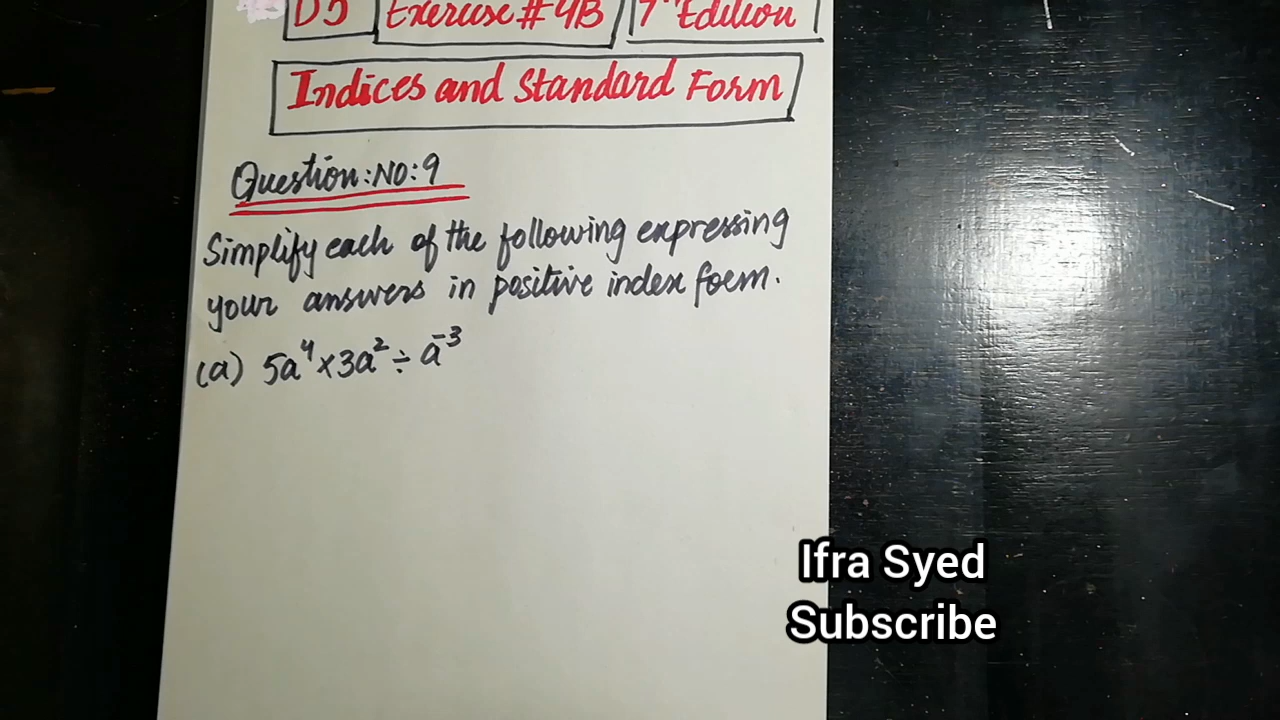 D3 Exercise # 4B 7th Edition
Indices and Standard Form
Question:No:9
Simplify each of the following expressing
your answers in positive index form.
(a) 5a⁴×3a²÷a⁻³
Ifra Syed
Subscribe